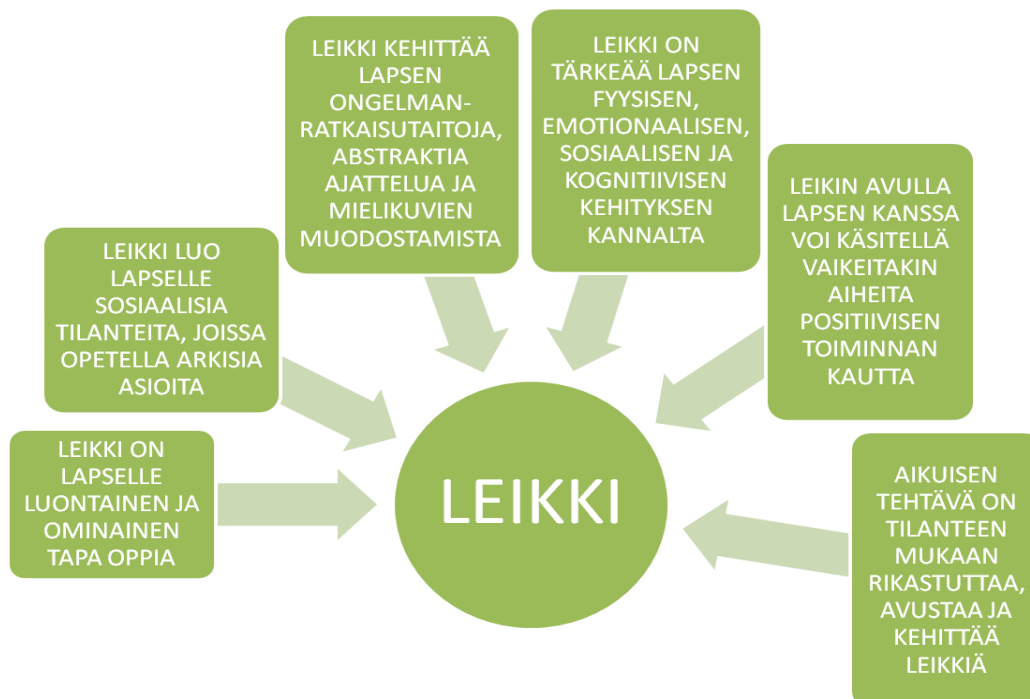 LEIKKI ON
LAPSELLE
LUONTAINEN JA
OMINAINEN
TAPA OPPIA
LEIKKI LUO
LAPSELLE
SOSIAALISIA
TILANTEITA, JOISSA
OPETELLA ARKISIA
ASIOITA
LEIKKI KEHITTÄÄ
LAPSEN
ONGELMAN-
RATKAISUTAITOJA,
ABSTRAKTIA
AJATTELUA JA
MIELIKUVIEN
MUODOSTAMISTA
LEIKKI ON
TÄRKEÄÄ LAPSEN
FYYSISEN,
EMOTIONAALISEN,
SOSIAALISEN JA
KOGNITIIVISEN
KEHITYKSEN
KANNALTA
LEIKIN AVULLA
LAPSEN KANSSA
VOI KÄSITELLÄ
VAIKEITAKIN
AIHEITA
POSITIIVISEN
TOIMINNAN
KAUTTA
AIKUISEN
TEHTÄVÄ ON
TILANTEEN
MUKAAN
RIKASTUTTAA,
AVUSTAA JA
KEHITTÄÄ
LEIKKIÄ
LEIKKI